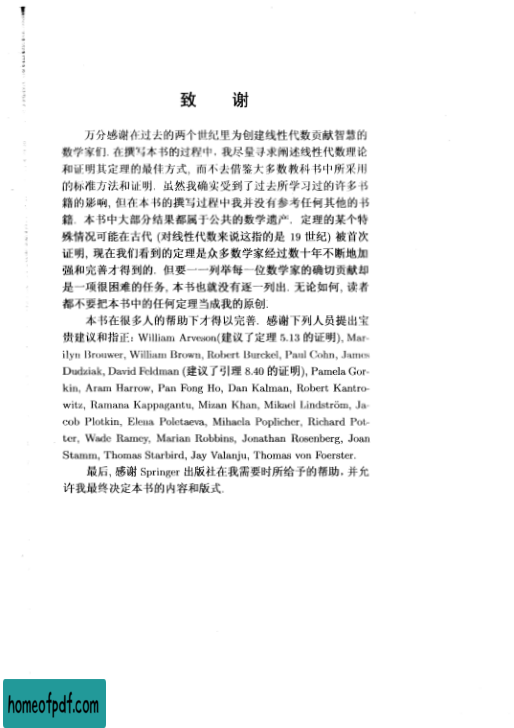 致 谢
万分感谢在过去的两个世纪里为创建线性代数贡献智慧的
数学家们. 在撰写本书的过程中, 我尽量寻求阐述线性代数理论
和证明其定理的最佳方式, 而不去借鉴大多数教科书中所采用
的标准方法和证明. 虽然我确实受到了过去所学习过的许多书
籍的影响, 但在本书的撰写过程中我并没有参考任何其他的书
籍. 本书中大部分结果都属于公共的数学遗产. 定理的某个特
殊情况可能在古代 (对线性代数来说这指的是 19 世纪) 被首次
证明, 现在我们看到的定理是众多数学家经过数十年不断地加
强和完善才得到的. 但要一一列举每一位数学家的确切贡献却
是一项很困难的任务, 本书也就没有逐一列出. 无论如何, 读者
都不要把本书中的任何定理当成我的原创.
本书在很多人的帮助下才得以完善. 感谢下列人员提出宝
贵建议和指正: William Arveson(建议了定理 5.13 的证明), Mar-
ilyn Brouwer, William Brown, Robert Burckel, Paul Cohn, James
Dudziak, David Feldman (建议了引理 8.40 的证明), Pamela Gor-
kin, Aram Harrow, Pan Fong Ho, Dan Kalman, Robert Kantro-
witz, Ramana Kappagantu, Mizan Khan, Mikael Lindström, Ja-
cob Plotkin, Elena Poletaeva, Mihaela Poplicher, Richard Pot-
ter, Wade Ramey, Marian Robbins, Jonathan Rosenberg, Joan
Stamm, Thomas Starbird, Jay Valanju, Thomas von Foerster.
最后, 感谢 Springer 出版社在我需要时所给予的帮助, 并允
许我最终决定本书的内容和版式.
homeofpdf.com